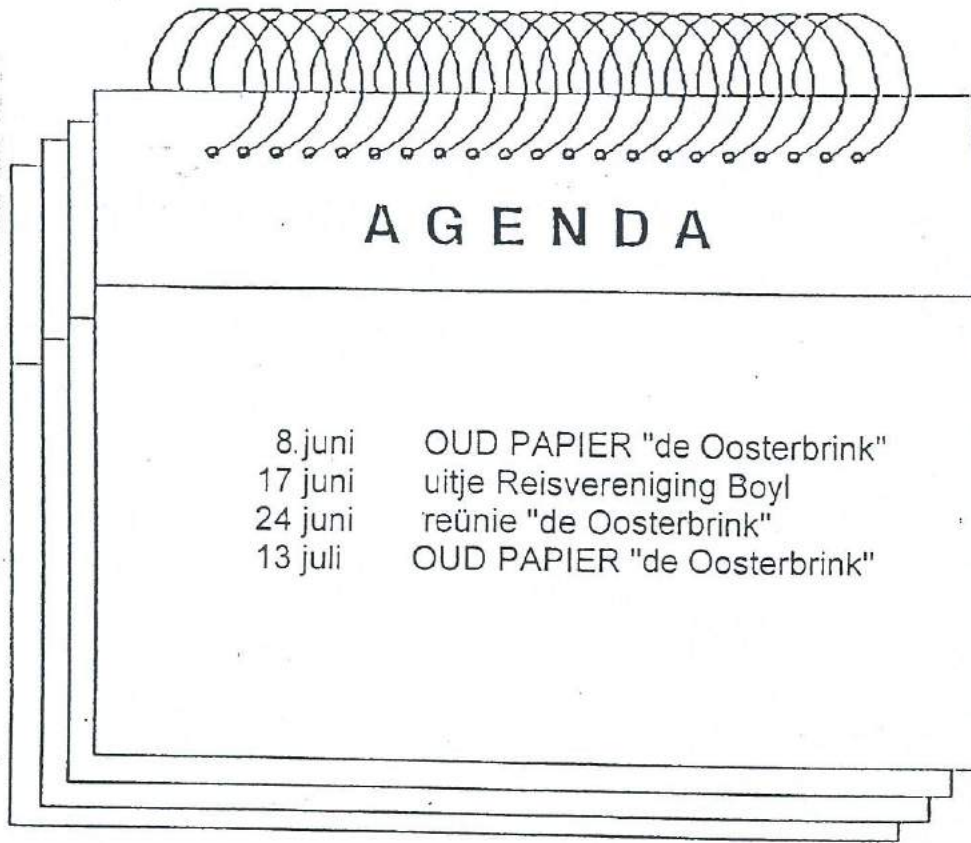 AGENDA
8 juni OUD PAPIER "de Oosterbrink"
17 juni uitje Reisvereniging Boyl
24 juni reünie "de Oosterbrink"
13 juli OUD PAPIER "de Oosterbrink"